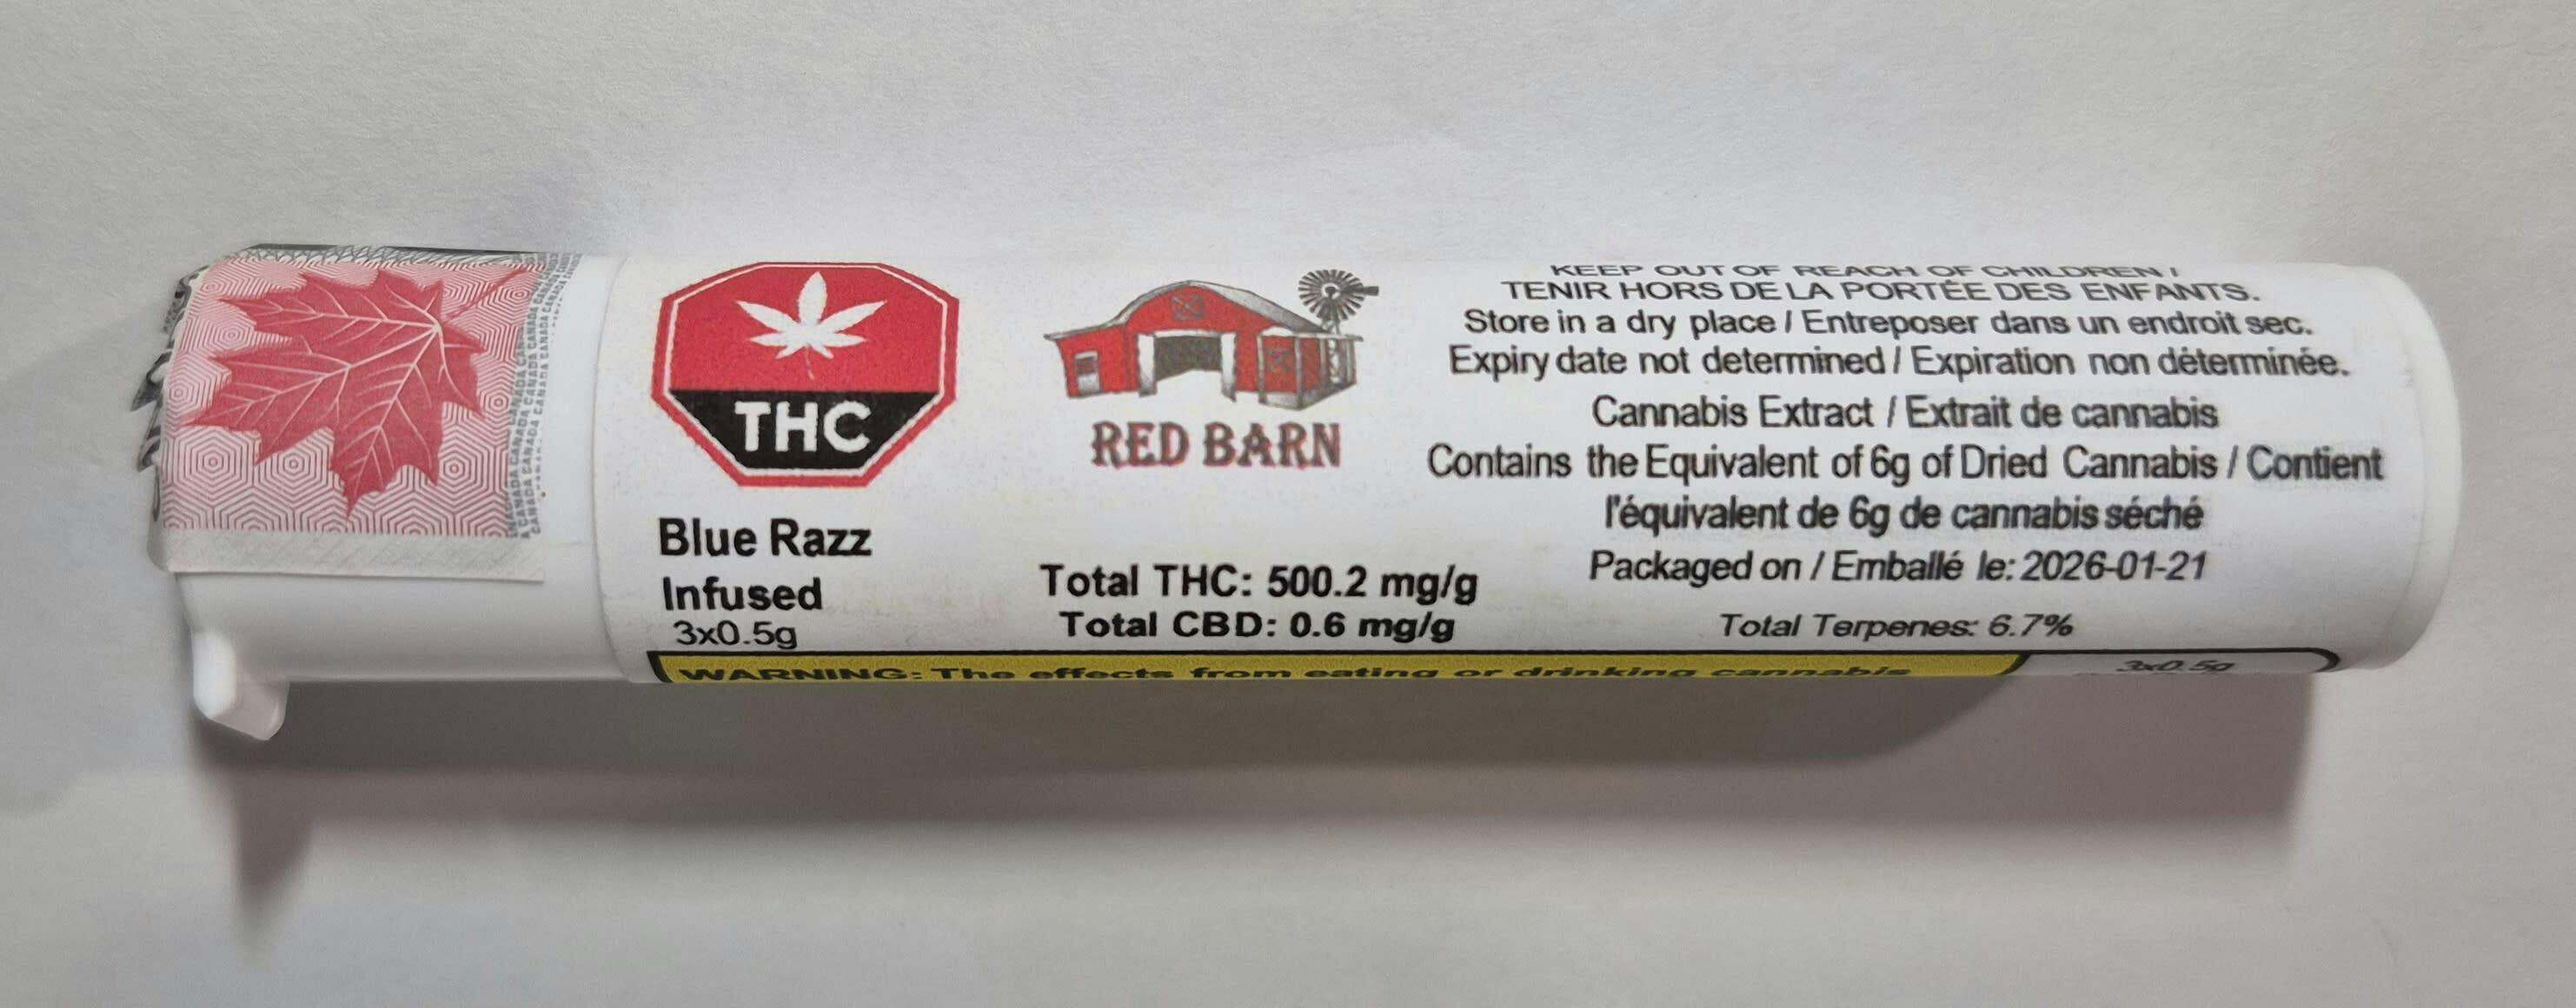 THC
Blue Razz
Infused
3x0.5g
RED BARN
Total THC: 500.2 mg/g
Total CBD: 0.6 mg/g
KEEP OUT OF REACH OF CHILDREN /
TENIR HORS DE LA PORTÉE DES ENFANTS.
Store in a dry place / Entreposer dans un endroit sec.
Expiry date not determined / Expiration non déterminée.
Cannabis Extract / Extrait de cannabis
Contains the Equivalent of 6g of Dried Cannabis / Contient
l'équivalent de 6g de cannabis séché
Packaged on / Emballé le: 2026-01-21
Total Terpenes: 6.7%
WARNING: The effects from eating or drinking cannabis
3x0.5g